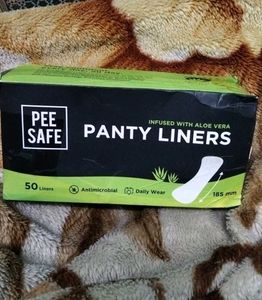 PEE
SAFE
INFUSED WITH ALOE VERA
PANTY LINERS
50 Liners
Antimicrobial
Daily Wear
185 mm